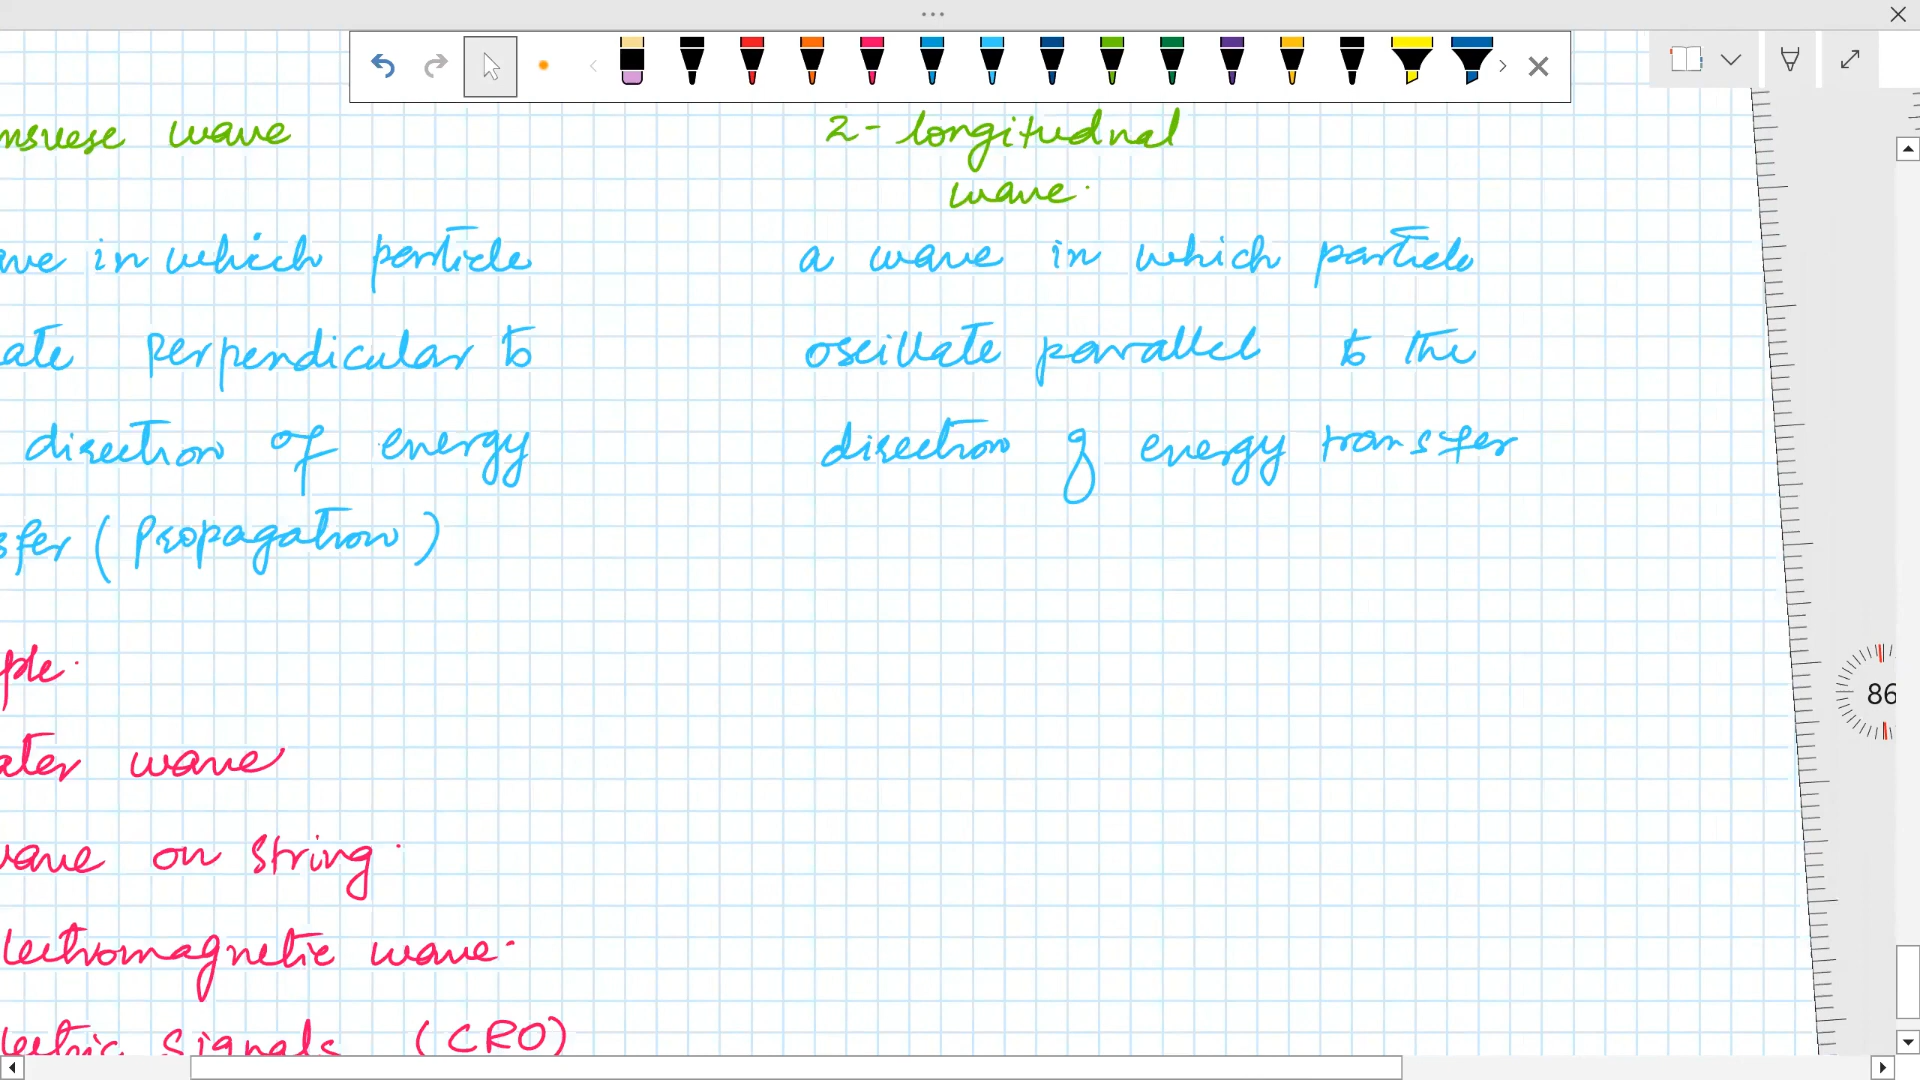 nsvese wave
2- longitudnal
wave.
ave in which particle
a wave in which particle
ate perpendicular to
oscillate parallel to the
direction of energy
direction of energy transfer
sfer (Propagation)
ple.
ater wave
wave on string.
lectromagnetic wave.
lectric signals (CRO)
86